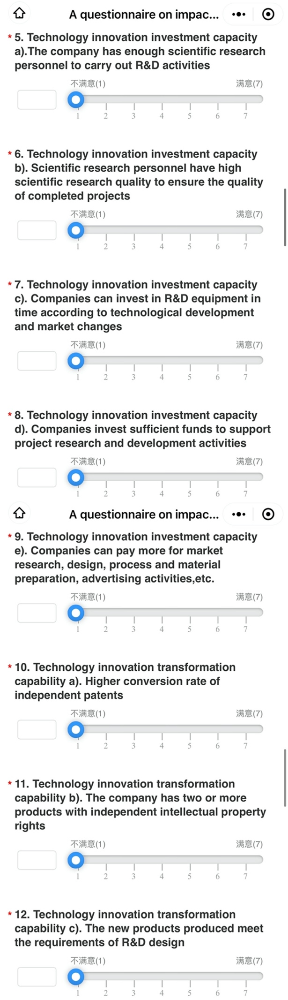 A questionnaire on impac...
* 5. Technology innovation investment capacity
a).The company has enough scientific research
personnel to carry out R&D activities
不满意(1) 满意(7)
1 2 3 4 5 6 7
* 6. Technology innovation investment capacity
b). Scientific research personnel have high
scientific research quality to ensure the quality
of completed projects
不满意(1) 满意(7)
1 2 3 4 5 6 7
* 7. Technology innovation investment capacity
c). Companies can invest in R&D equipment in
time according to technological development
and market changes
不满意(1) 满意(7)
1 2 3 4 5 6 7
* 8. Technology innovation investment capacity
d). Companies invest sufficient funds to support
project research and development activities
不满意(1) 满意(7)
1 2 3 4 5 6 7
A questionnaire on impac...
* 9. Technology innovation investment capacity
e). Companies can pay more for market
research, design, process and material
preparation, advertising activities,etc.
不满意(1) 满意(7)
1 2 3 4 5 6 7
* 10. Technology innovation transformation
capability a). Higher conversion rate of
independent patents
不满意(1) 满意(7)
1 2 3 4 5 6 7
* 11. Technology innovation transformation
capability b). The company has two or more
products with independent intellectual property
rights
不满意(1) 满意(7)
1 2 3 4 5 6 7
* 12. Technology innovation transformation
capability c). The new products produced meet
the requirements of R&D design
不满意(1) 满意(7)
1 2 3 4 5 6 7